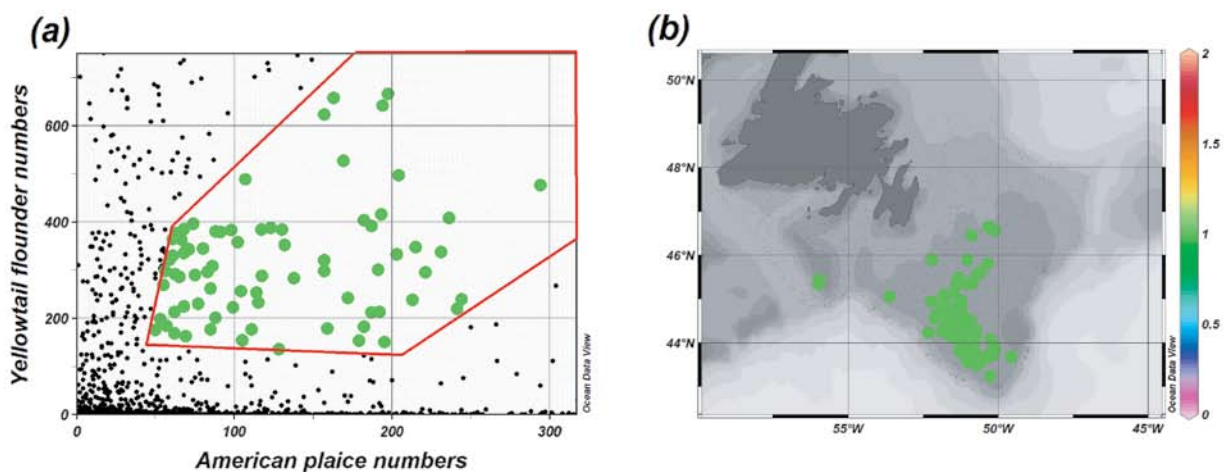 (a)
Yellowtail flounder numbers
600
400
200
0
0
100
200
300
American plaice numbers
Ocean Data View
(b)
50°N
48°N
46°N
44°N
55°W
50°W
45°W
Ocean Data View
2
1.5
1
0.5
0